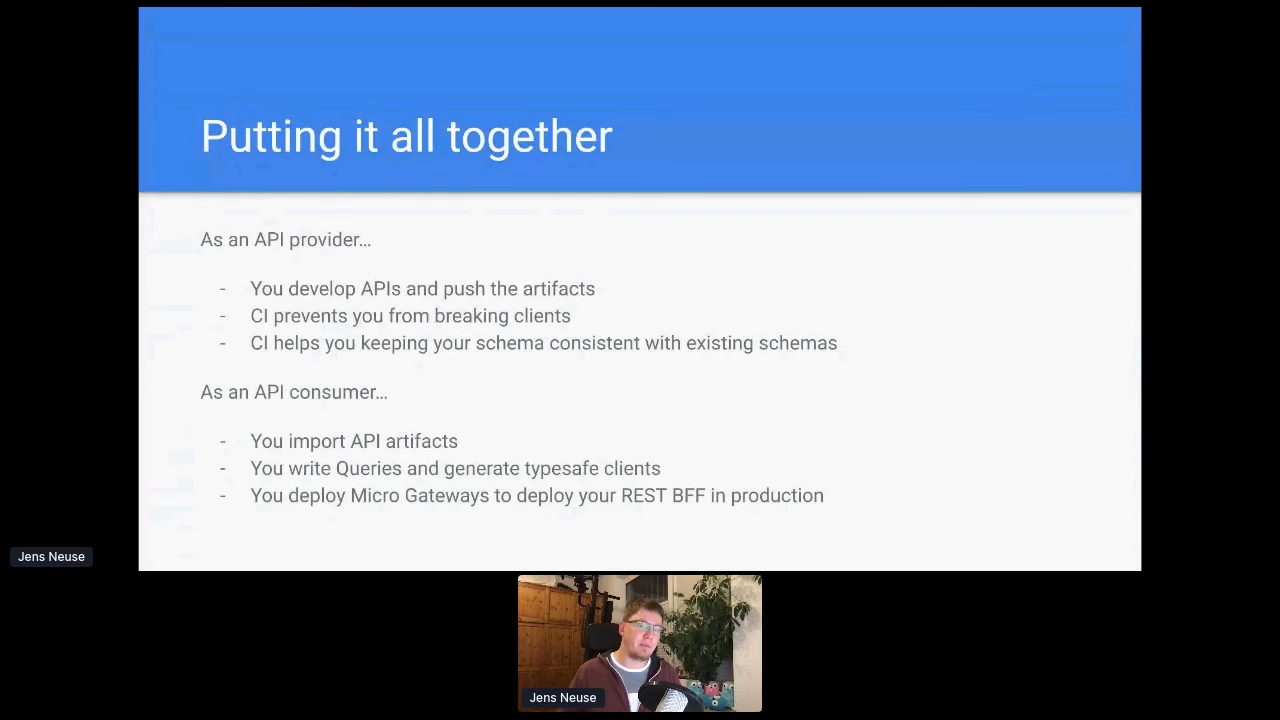 Putting it all together
As an API provider…
- You develop APIs and push the artifacts
- CI prevents you from breaking clients
- CI helps you keeping your schema consistent with existing schemas
As an API consumer…
- You import API artifacts
- You write Queries and generate typesafe clients
- You deploy Micro Gateways to deploy your REST BFF in production
Jens Neuse
Jens Neuse